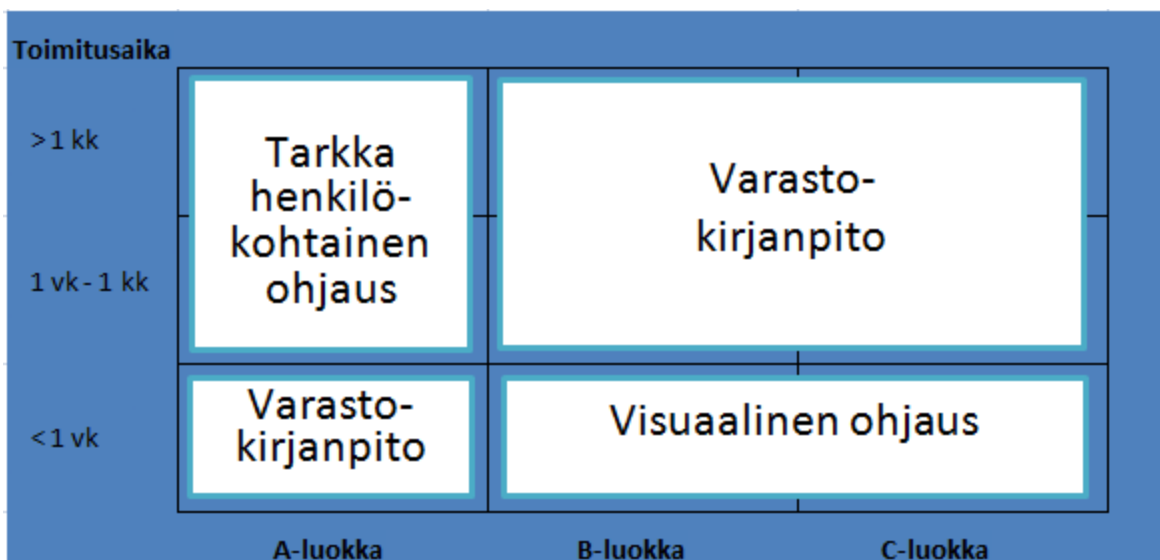 Toimitusaika
>1 kk
Tarkka
henkilö-
kohtainen
ohjaus
Varasto-
kirjanpito
1 vk - 1 kk
<1 vk
Varasto-
kirjanpito
Visuaalinen ohjaus
A-luokka
B-luokka
C-luokka